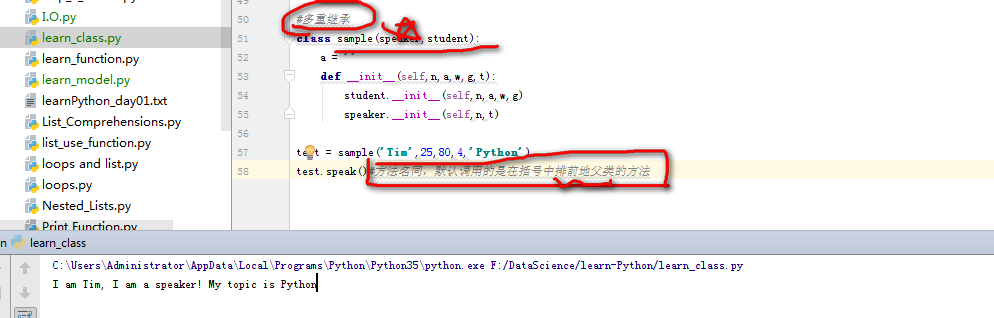 I.O.py
learn_class.py
learn_function.py
learn_model.py
learnPython_day01.txt
List_Comprehensions.py
list_use_function.py
loops and list.py
loops.py
Nested_Lists.py
Print Function.py
50 #多重继承
51 class sample(speaker,student):
52 a = ''
53 def __init__(self,n,a,w,g,t):
54 student.__init__(self,n,a,w,g)
55 speaker.__init__(self,n,t)
56
57 test = sample('Tim',25,80,4,'Python')
58 test.speak()#方法名同，默认调用的是在括号中排前地父类的方法
n learn_class
C:\Users\Administrator\AppData\Local\Programs\Python\Python35\python.exe F:/DataScience/learn-Python/learn_class.py
I am Tim, I am a speaker! My topic is Python